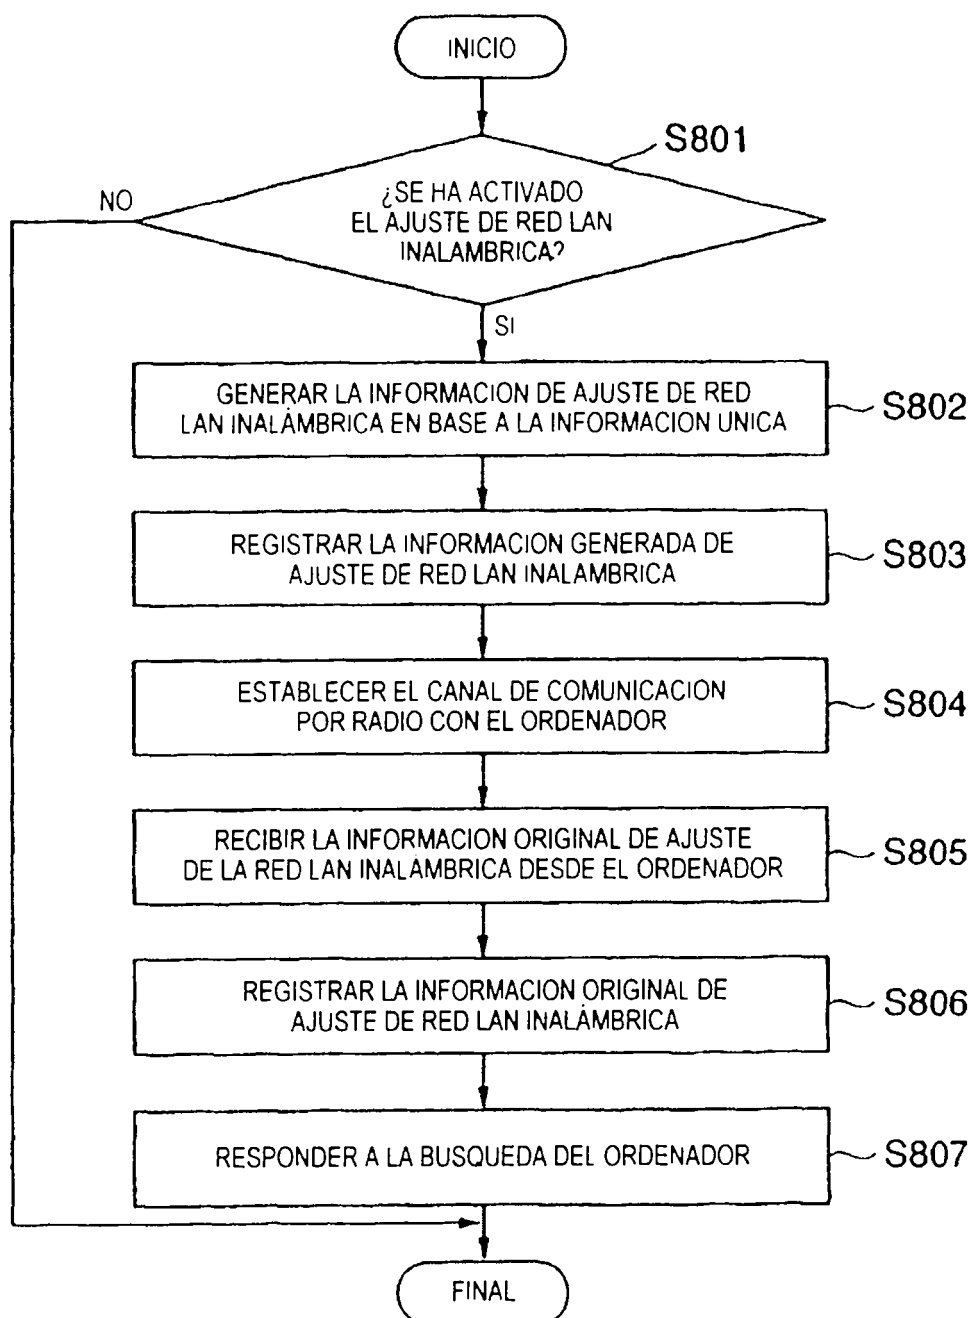 INICIO
S801
NO
¿SE HA ACTIVADO
EL AJUSTE DE RED LAN
INALAMBRICA?
SI
GENERAR LA INFORMACION DE AJUSTE DE RED
LAN INALÁMBRICA EN BASE A LA INFORMACION UNICA
S802
REGISTRAR LA INFORMACION GENERADA DE
AJUSTE DE RED LAN INALAMBRICA
S803
ESTABLECER EL CANAL DE COMUNICACION
POR RADIO CON EL ORDENADOR
S804
RECIBIR LA INFORMACION ORIGINAL DE AJUSTE
DE LA RED LAN INALÁMBRICA DESDE EL ORDENADOR
S805
REGISTRAR LA INFORMACION ORIGINAL DE
AJUSTE DE RED LAN INALÁMBRICA
S806
RESPONDER A LA BUSQUEDA DEL ORDENADOR
S807
FINAL